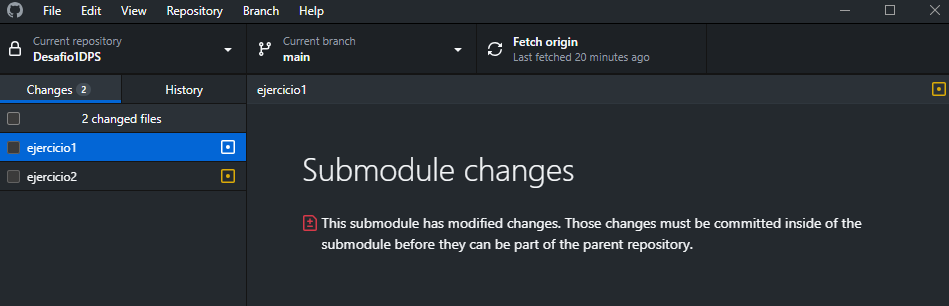 File Edit View Repository Branch Help
Current repository
Desafio1DPS
Current branch
main
Fetch origin
Last fetched 20 minutes ago
Changes 2
History
2 changed files
ejercicio1
ejercicio2
ejercicio1
Submodule changes
This submodule has modified changes. Those changes must be committed inside of the
submodule before they can be part of the parent repository.